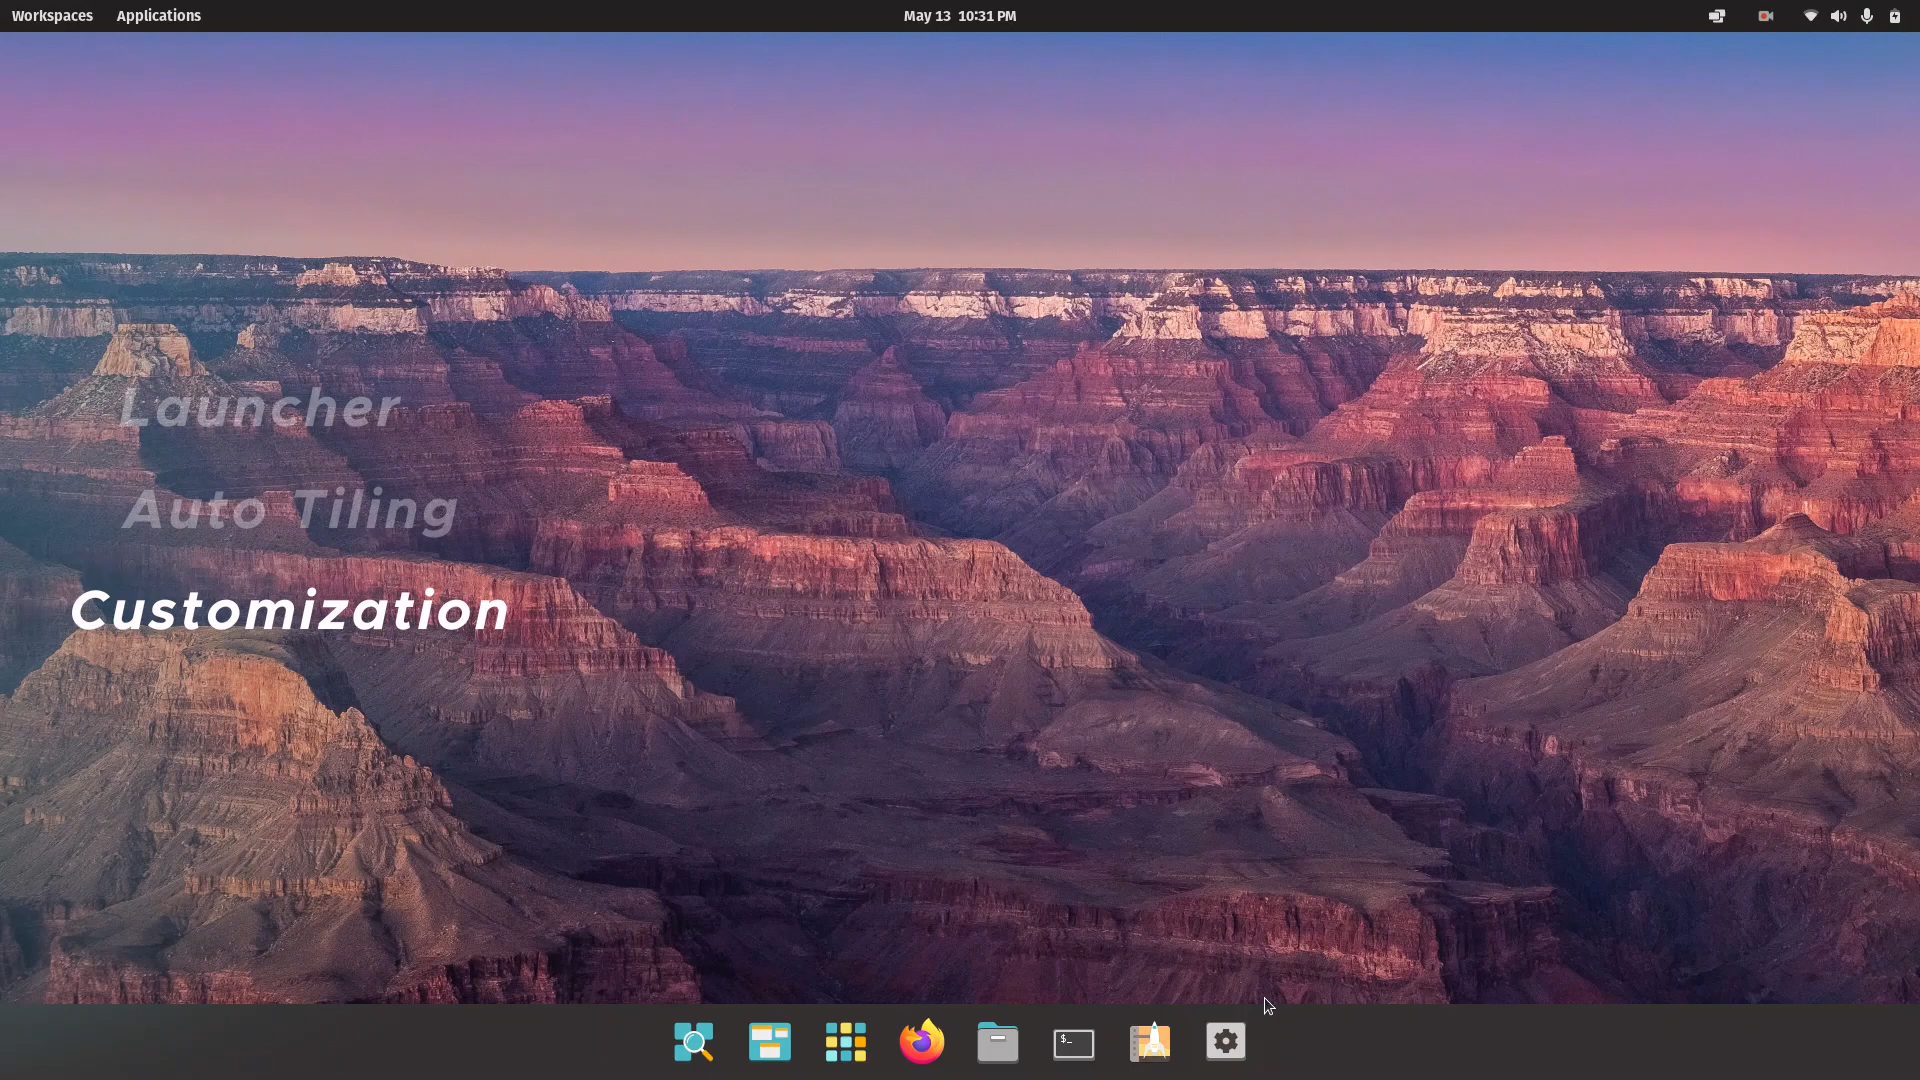 Workspaces Applications May 13 10:31 PM
Launcher
Auto Tiling
Customization
$_